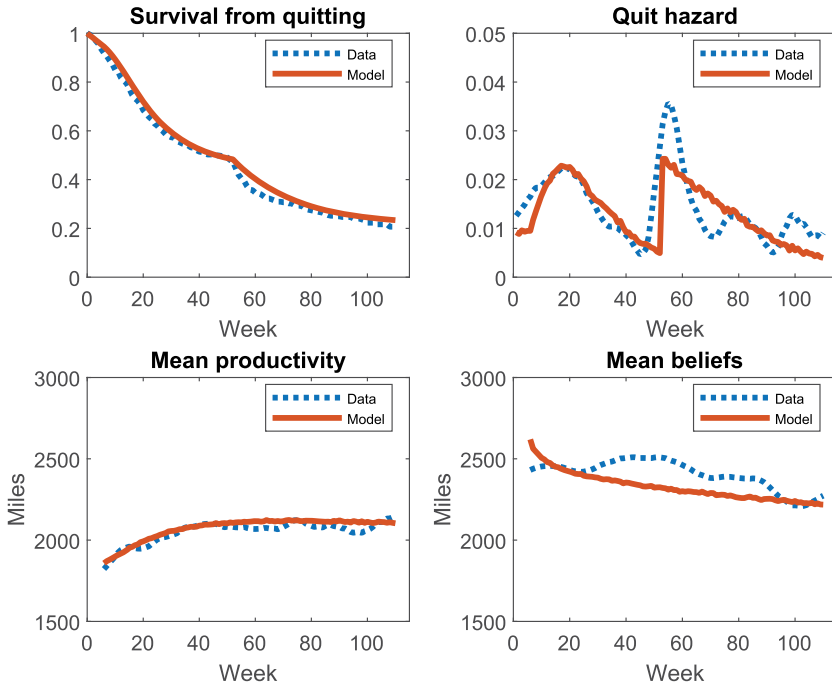 Survival from quitting
1
0.8
0.6
0.4
0.2
0
0 20 40 60 80 100
Week
Data
Model
Quit hazard
0.05
0.04
0.03
0.02
0.01
0
0 20 40 60 80 100
Week
Data
Model
Mean productivity
Miles
3000
2500
2000
1500
0 20 40 60 80 100
Week
Data
Model
Mean beliefs
Miles
3000
2500
2000
1500
0 20 40 60 80 100
Week
Data
Model